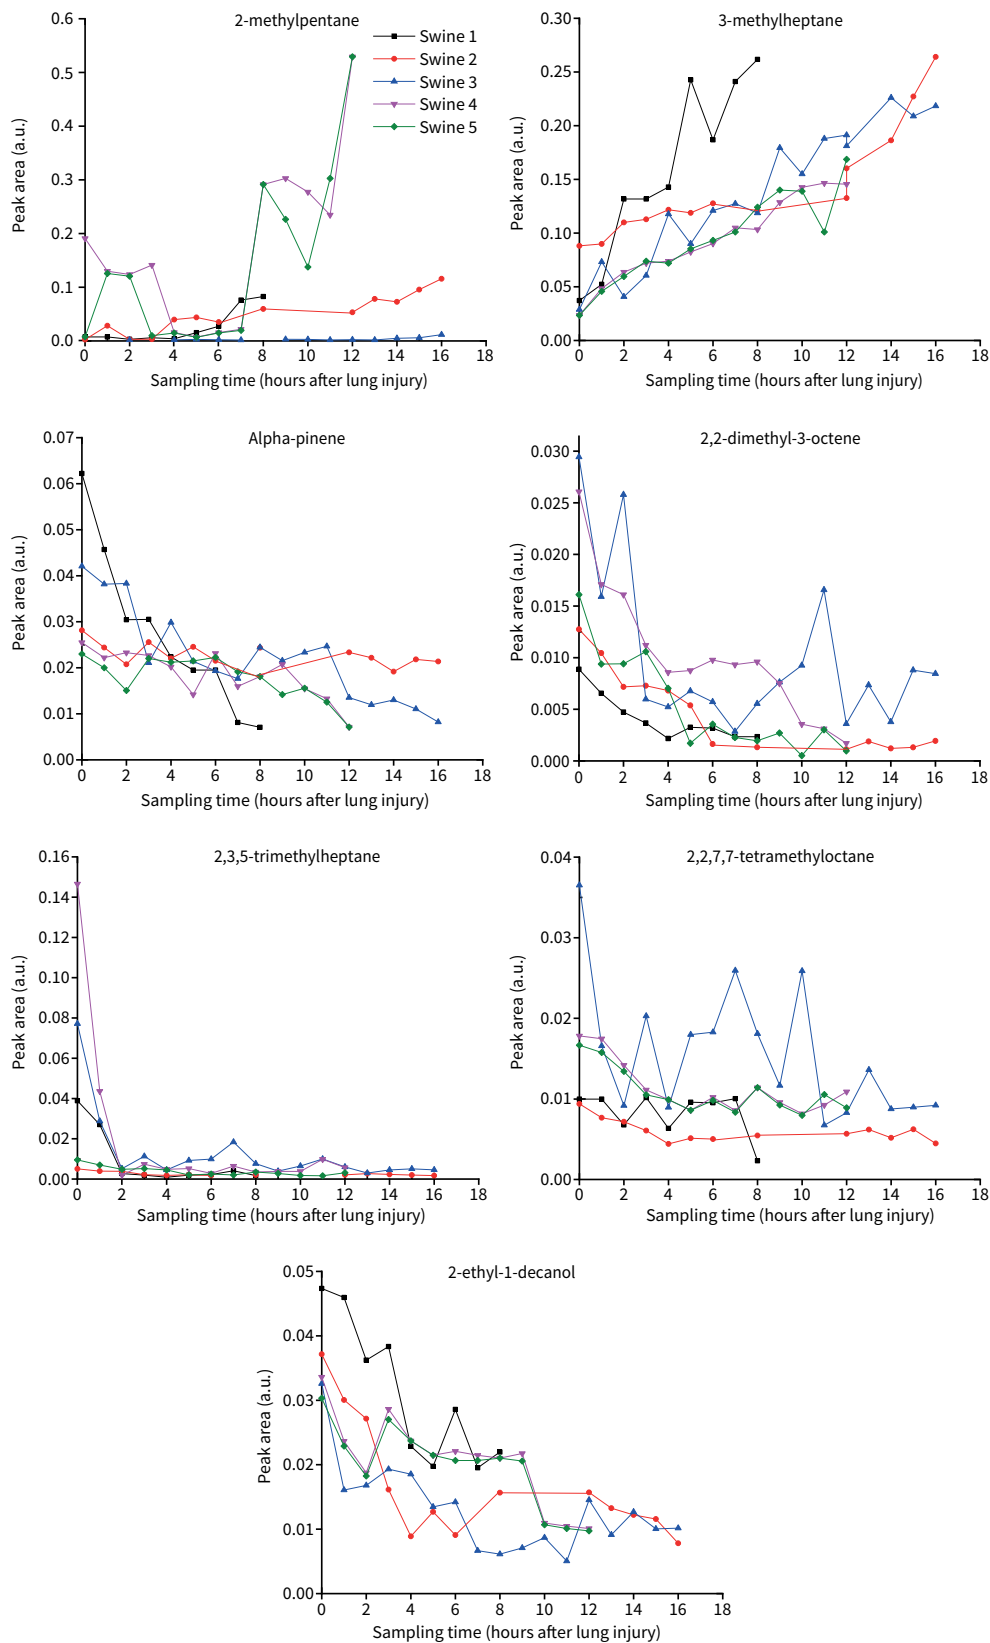 2-methylpentane
Swine 1
Swine 2
Swine 3
Swine 4
Swine 5
Peak area (a.u.)
0.6
0.5
0.4
0.3
0.2
0.1
0.0
0 2 4 6 8 10 12 14 16 18
Sampling time (hours after lung injury)
3-methylheptane
Peak area (a.u.)
0.30
0.25
0.20
0.15
0.10
0.05
0.00
0 2 4 6 8 10 12 14 16 18
Sampling time (hours after lung injury)
Alpha-pinene
Peak area (a.u.)
0.07
0.06
0.05
0.04
0.03
0.02
0.01
0.00
0 2 4 6 8 10 12 14 16 18
Sampling time (hours after lung injury)
2,2-dimethyl-3-octene
Peak area (a.u.)
0.030
0.025
0.020
0.015
0.010
0.005
0.000
0 2 4 6 8 10 12 14 16 18
Sampling time (hours after lung injury)
2,3,5-trimethylheptane
Peak area (a.u.)
0.16
0.14
0.12
0.10
0.08
0.06
0.04
0.02
0.00
0 2 4 6 8 10 12 14 16 18
Sampling time (hours after lung injury)
2,2,7,7-tetramethyloctane
Peak area (a.u.)
0.04
0.03
0.02
0.01
0.00
0 2 4 6 8 10 12 14 16 18
Sampling time (hours after lung injury)
2-ethyl-1-decanol
Peak area (a.u.)
0.05
0.04
0.03
0.02
0.01
0.00
0 2 4 6 8 10 12 14 16 18
Sampling time (hours after lung injury)